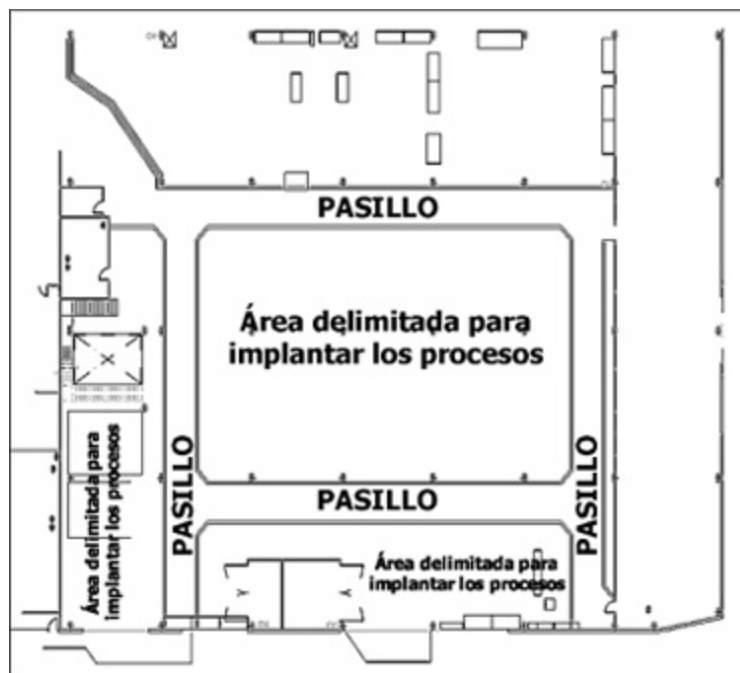 PASILLO
Área delimitada para
implantar los procesos
PASILLO
PASILLO
PASILLO
Área delimitada para
implantar los procesos
Área delimitada para
implantar los procesos